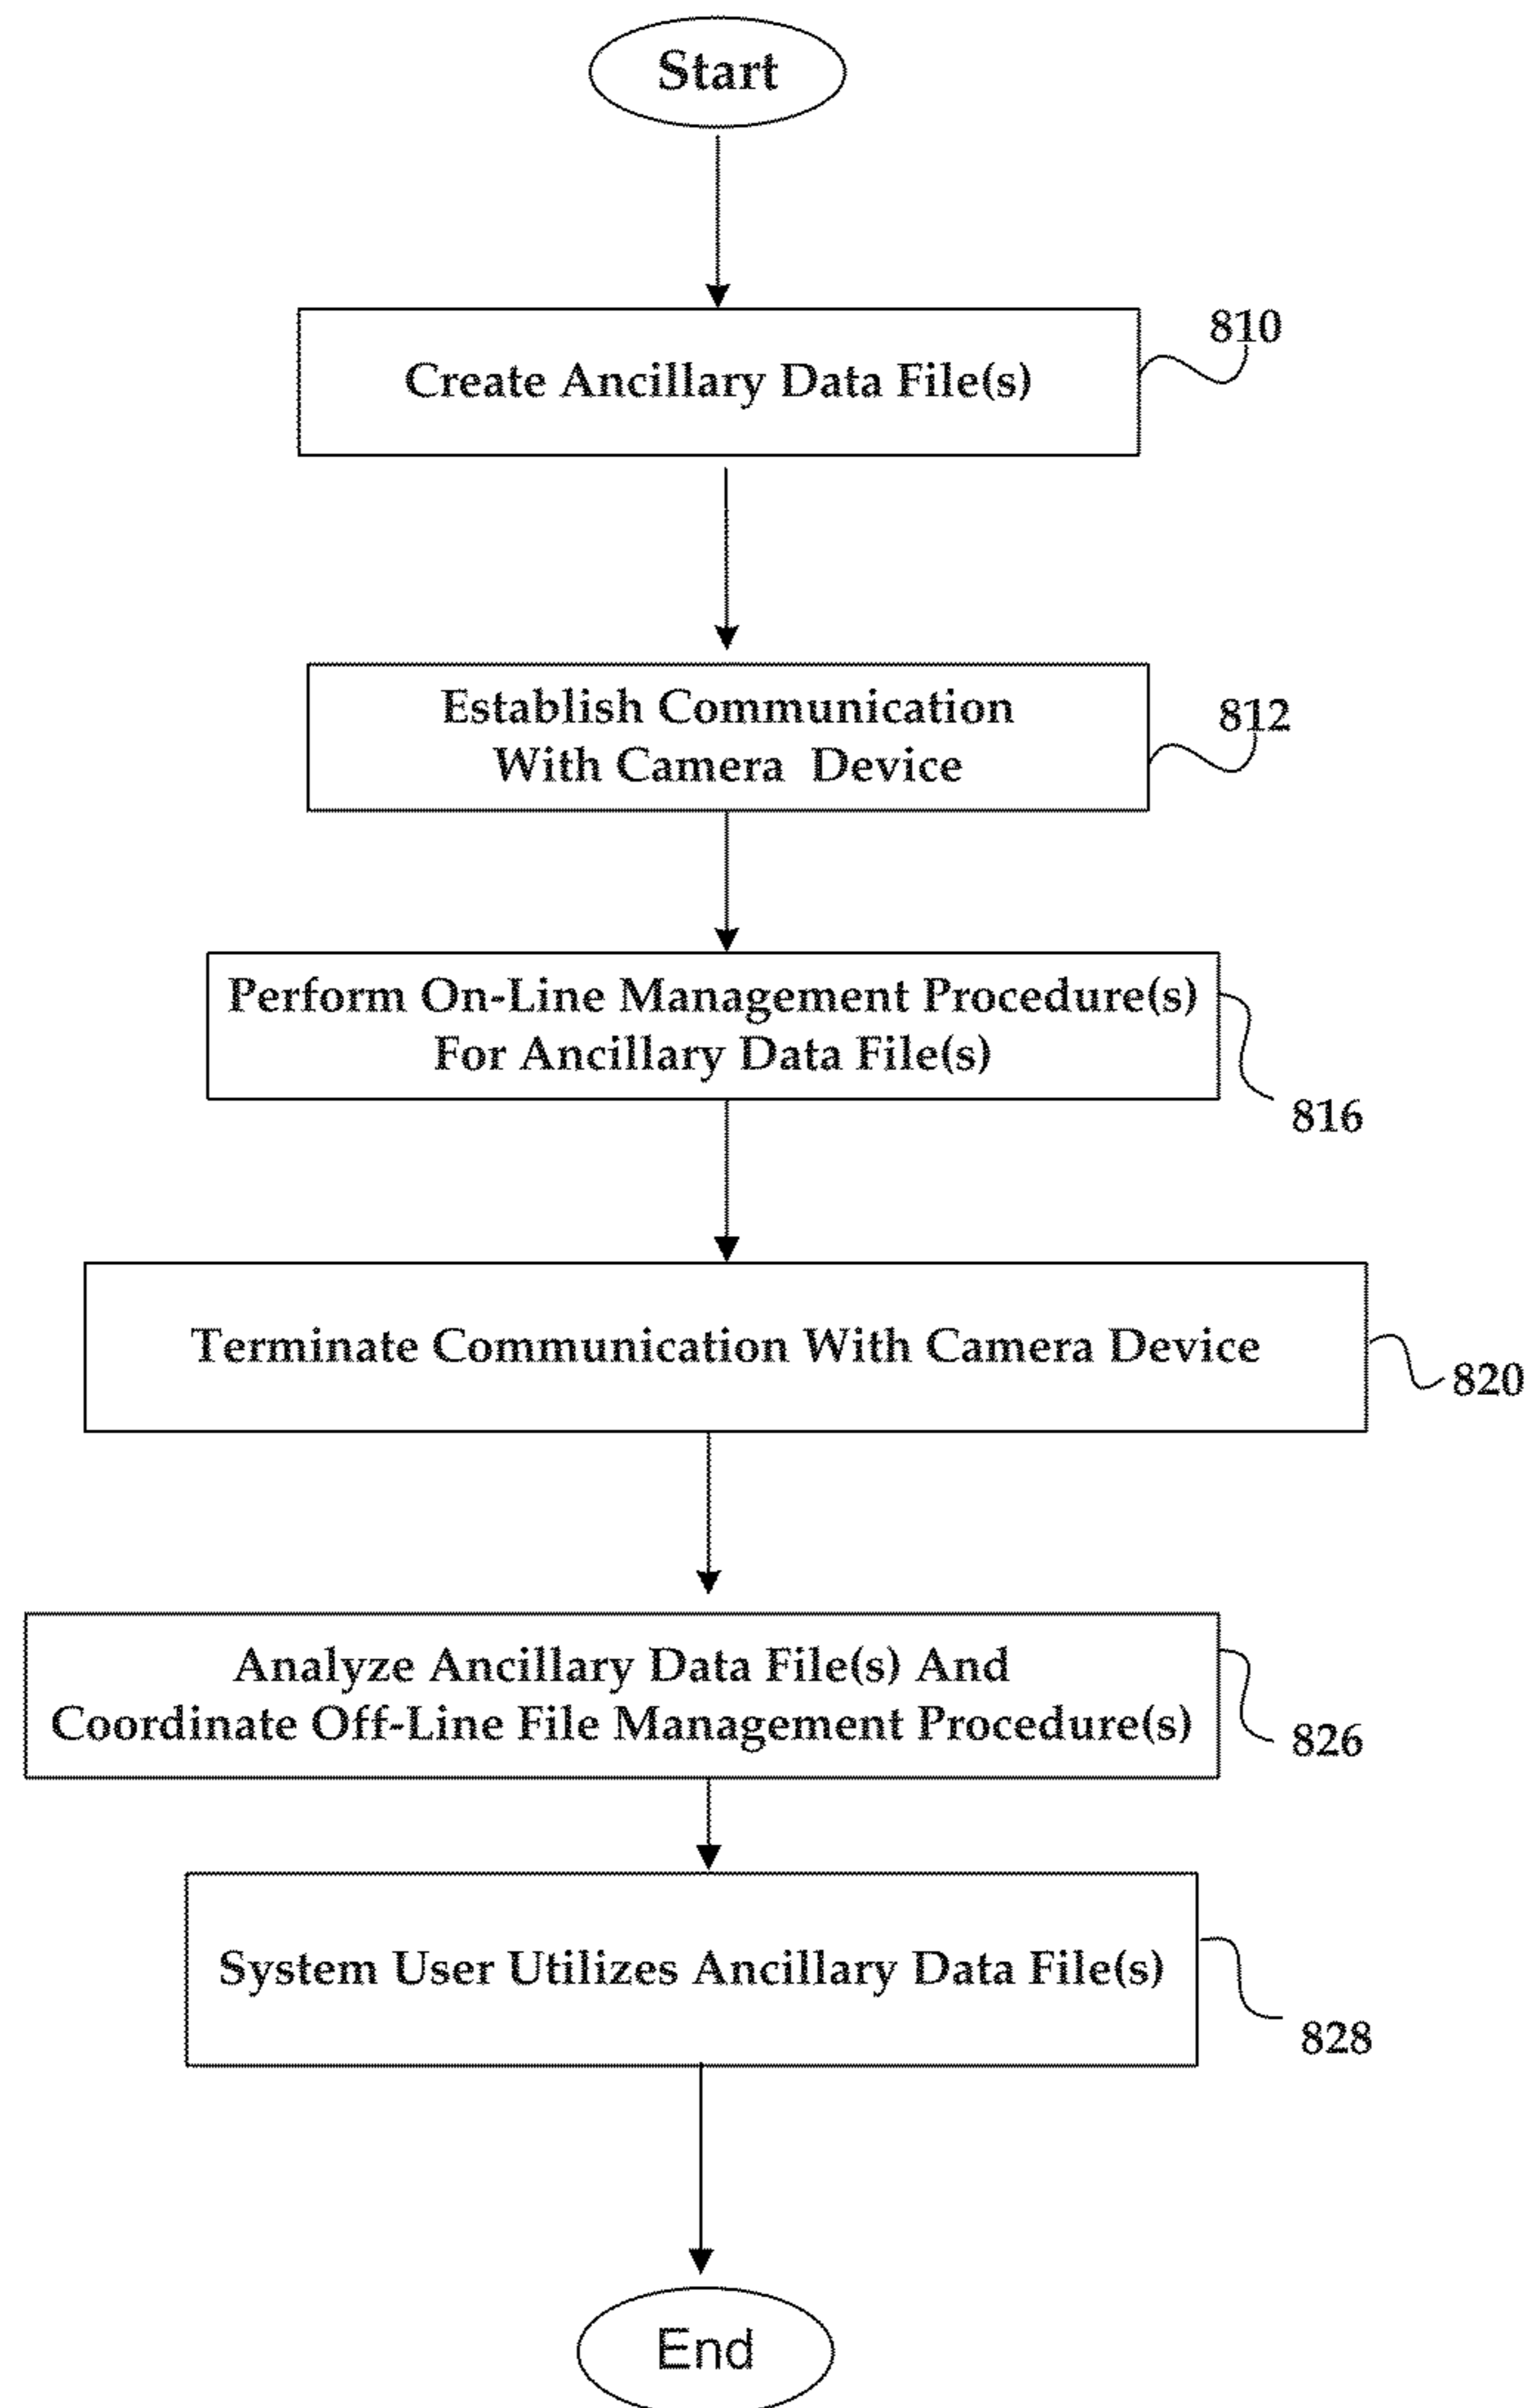 Start
Create Ancillary Data File(s)
810
Establish Communication
With Camera Device
812
Perform On-Line Management Procedure(s)
For Ancillary Data File(s)
816
Terminate Communication With Camera Device
820
Analyze Ancillary Data File(s) And
Coordinate Off-Line File Management Procedure(s)
826
System User Utilizes Ancillary Data File(s)
828
End